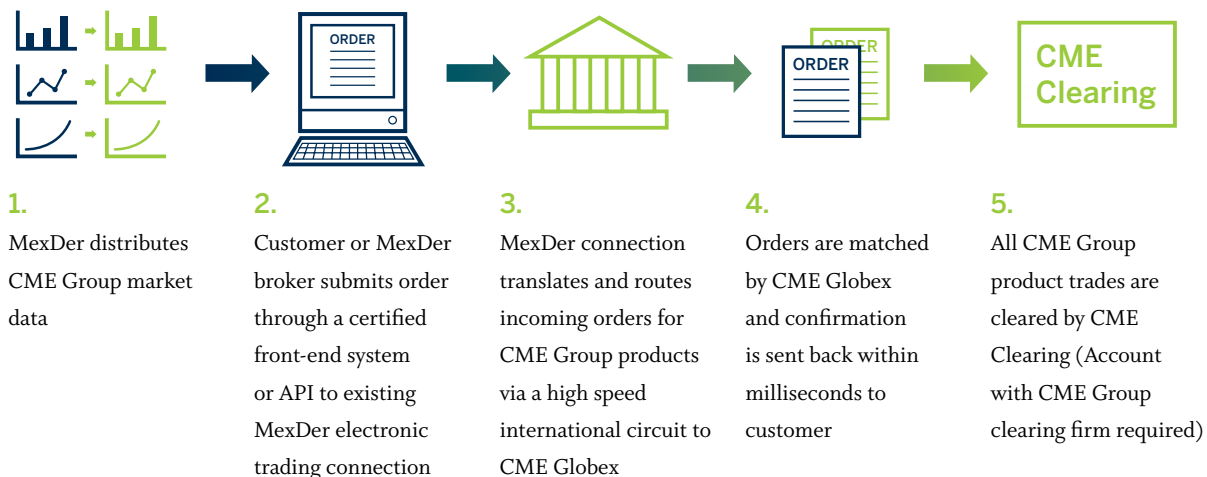 ORDER
ORDER
ORDER
CME
Clearing
1.
MexDer distributes
CME Group market
data
2.
Customer or MexDer
broker submits order
through a certified
front-end system
or API to existing
MexDer electronic
trading connection
3.
MexDer connection
translates and routes
incoming orders for
CME Group products
via a high speed
international circuit to
CME Globex
4.
Orders are matched
by CME Globex
and confirmation
is sent back within
milliseconds to
customer
5.
All CME Group
product trades are
cleared by CME
Clearing (Account
with CME Group
clearing firm required)